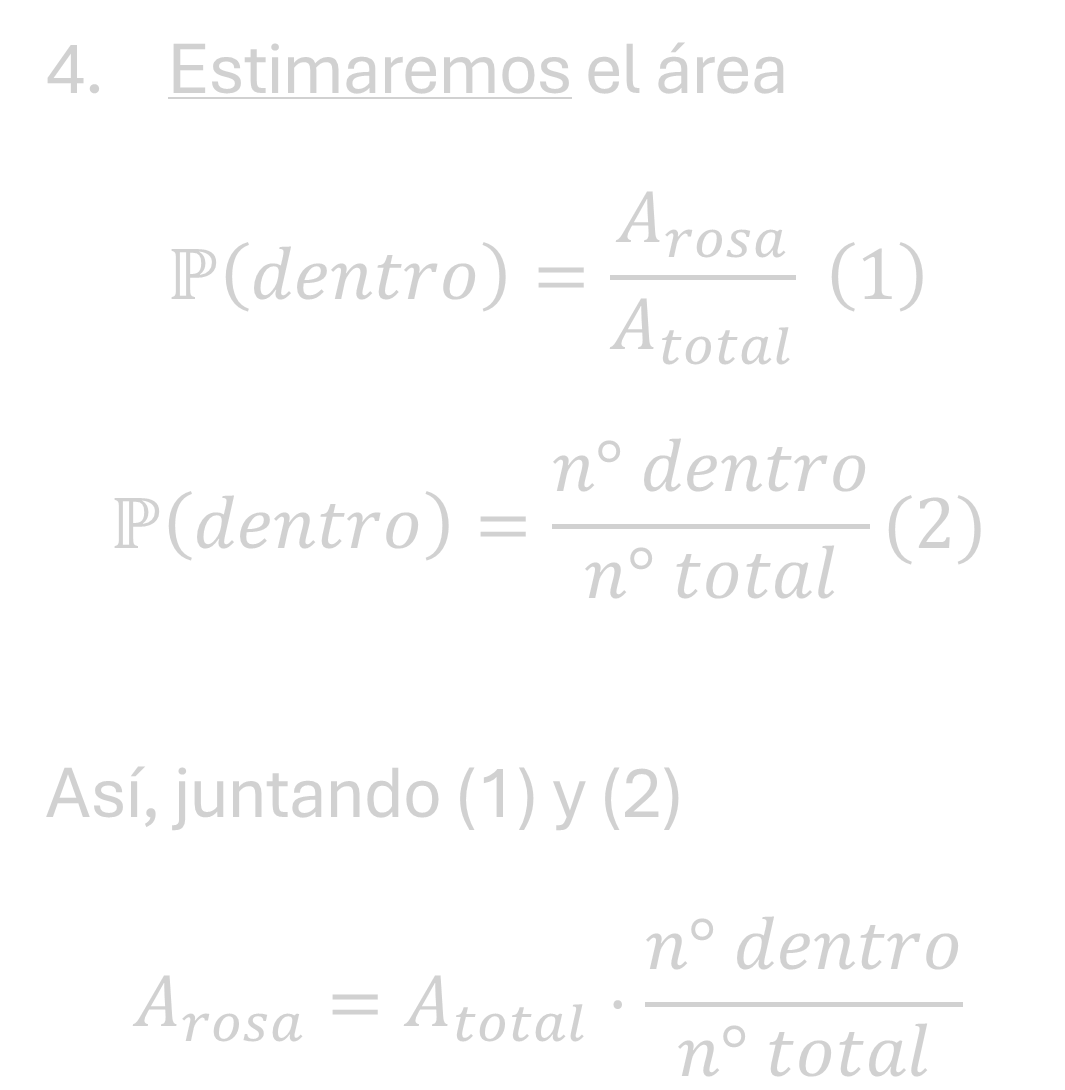 4. Estimaremos el área
ℙ(dentro) = A_rosa / A_total (1)
ℙ(dentro) = n° dentro / n° total (2)
Así, juntando (1) y (2)
A_rosa = A_total · n° dentro / n° total